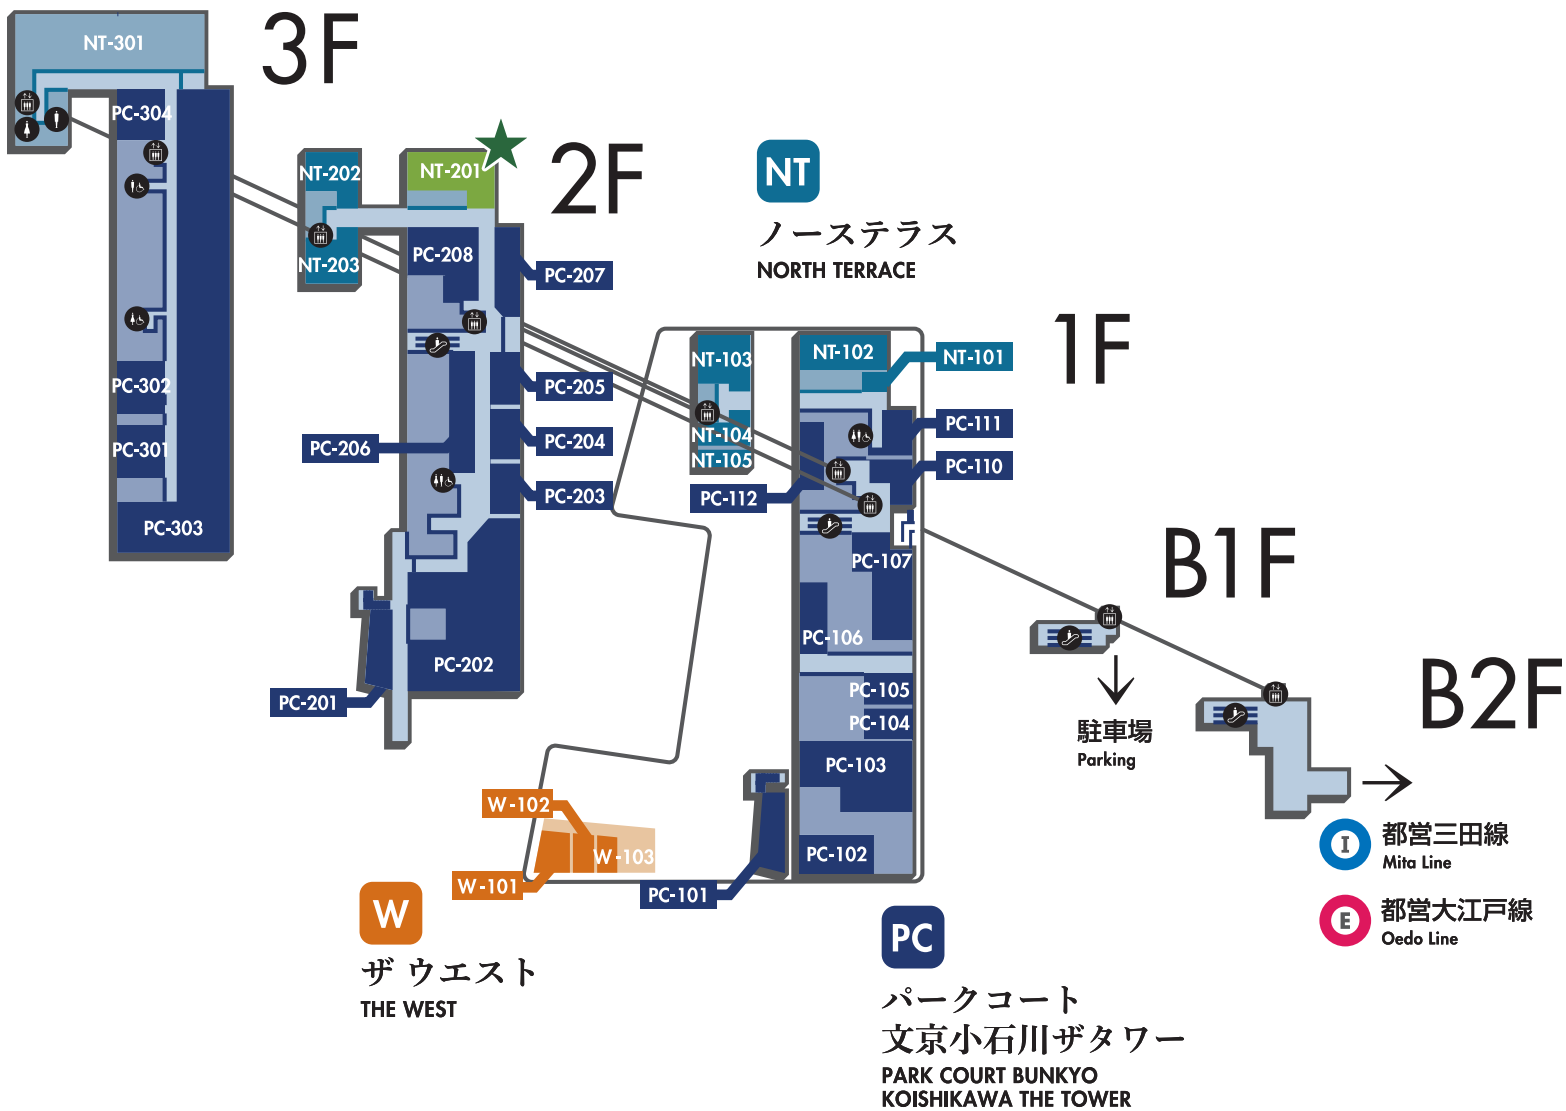 3F
NT-301
PC-304
PC-302
PC-301
PC-303
2F
NT-201
NT-202
NT-203
PC-208
PC-207
PC-205
PC-204
PC-206
PC-203
PC-202
PC-201
NT
ノーステラス
NORTH TERRACE
1F
NT-103
NT-102
NT-101
NT-104
NT-105
PC-111
PC-110
PC-112
PC-107
PC-106
PC-105
PC-104
PC-103
PC-102
PC-101
W-102
W-103
W-101
W
ザ ウエスト
THE WEST
PC
パークコート
文京小石川ザタワー
PARK COURT BUNKYO
KOISHIKAWA THE TOWER
B1F
駐車場
Parking
B2F
I
都営三田線
Mita Line
E
都営大江戸線
Oedo Line